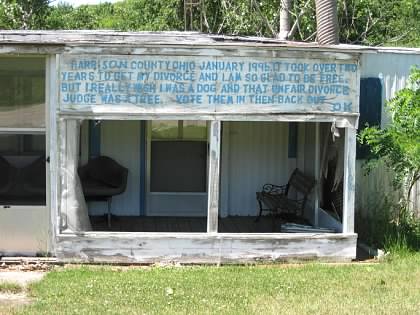 HARRISON COUNTY OHIO JANUARY 1996 IT TOOK OVER TWO
YEARS TO GET MY DIVORCE AND I AM SO GLAD TO BE FREE.
BUT I REALLY WISH I WAS A DOG AND THAT UNFAIR DIVORCE
JUDGE WAS A TREE. VOTE THEM IN THEN BACK OUT